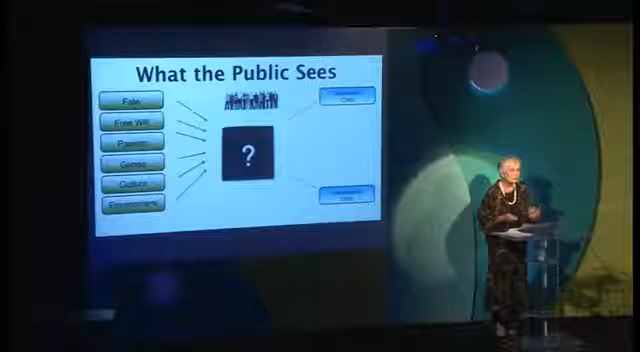 What the Public Sees
Fate
Free Will
Parents
Genes
Culture
Environment
?